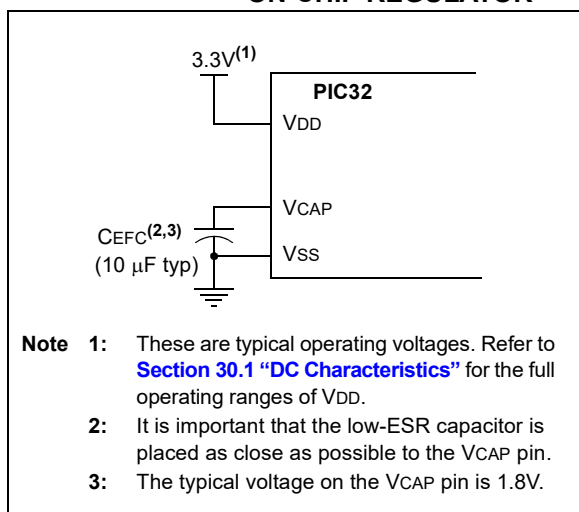 ON-CHIP REGULATOR
3.3V(1)
PIC32
VDD
VCAP
CEFC(2,3)
(10 μF typ)
VSS
Note 1: These are typical operating voltages. Refer to
Section 30.1 “DC Characteristics” for the full
operating ranges of VDD.
2: It is important that the low-ESR capacitor is
placed as close as possible to the VCAP pin.
3: The typical voltage on the VCAP pin is 1.8V.